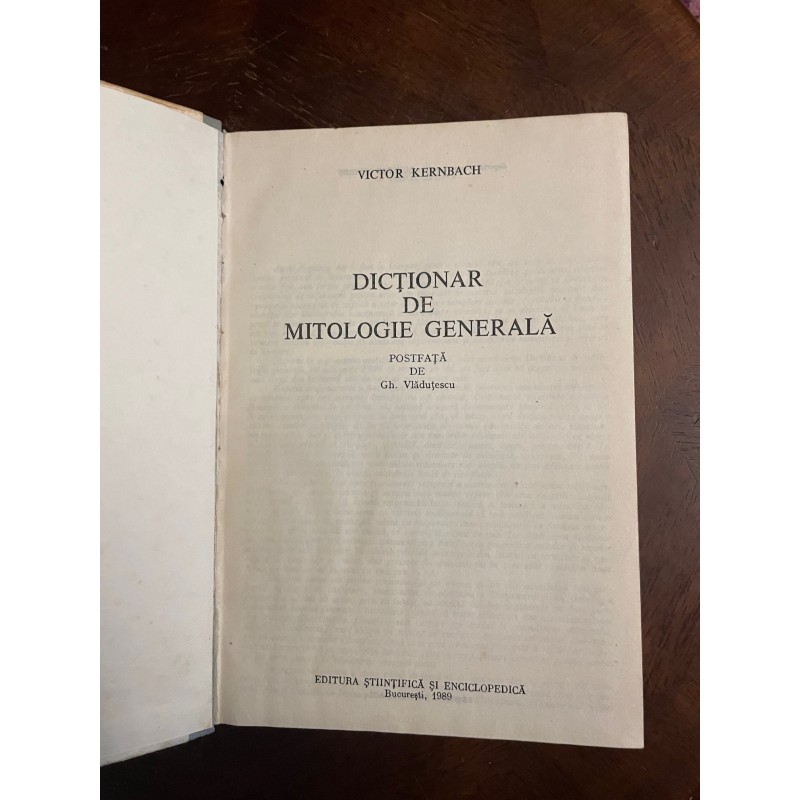 VICTOR KERNBACH
DICȚIONAR
DE
MITOLOGIE GENERALĂ
POSTFAȚĂ
DE
Gh. Vlăduțescu
EDITURA ȘTIINȚIFICĂ ȘI ENCICLOPEDICĂ
București, 1989